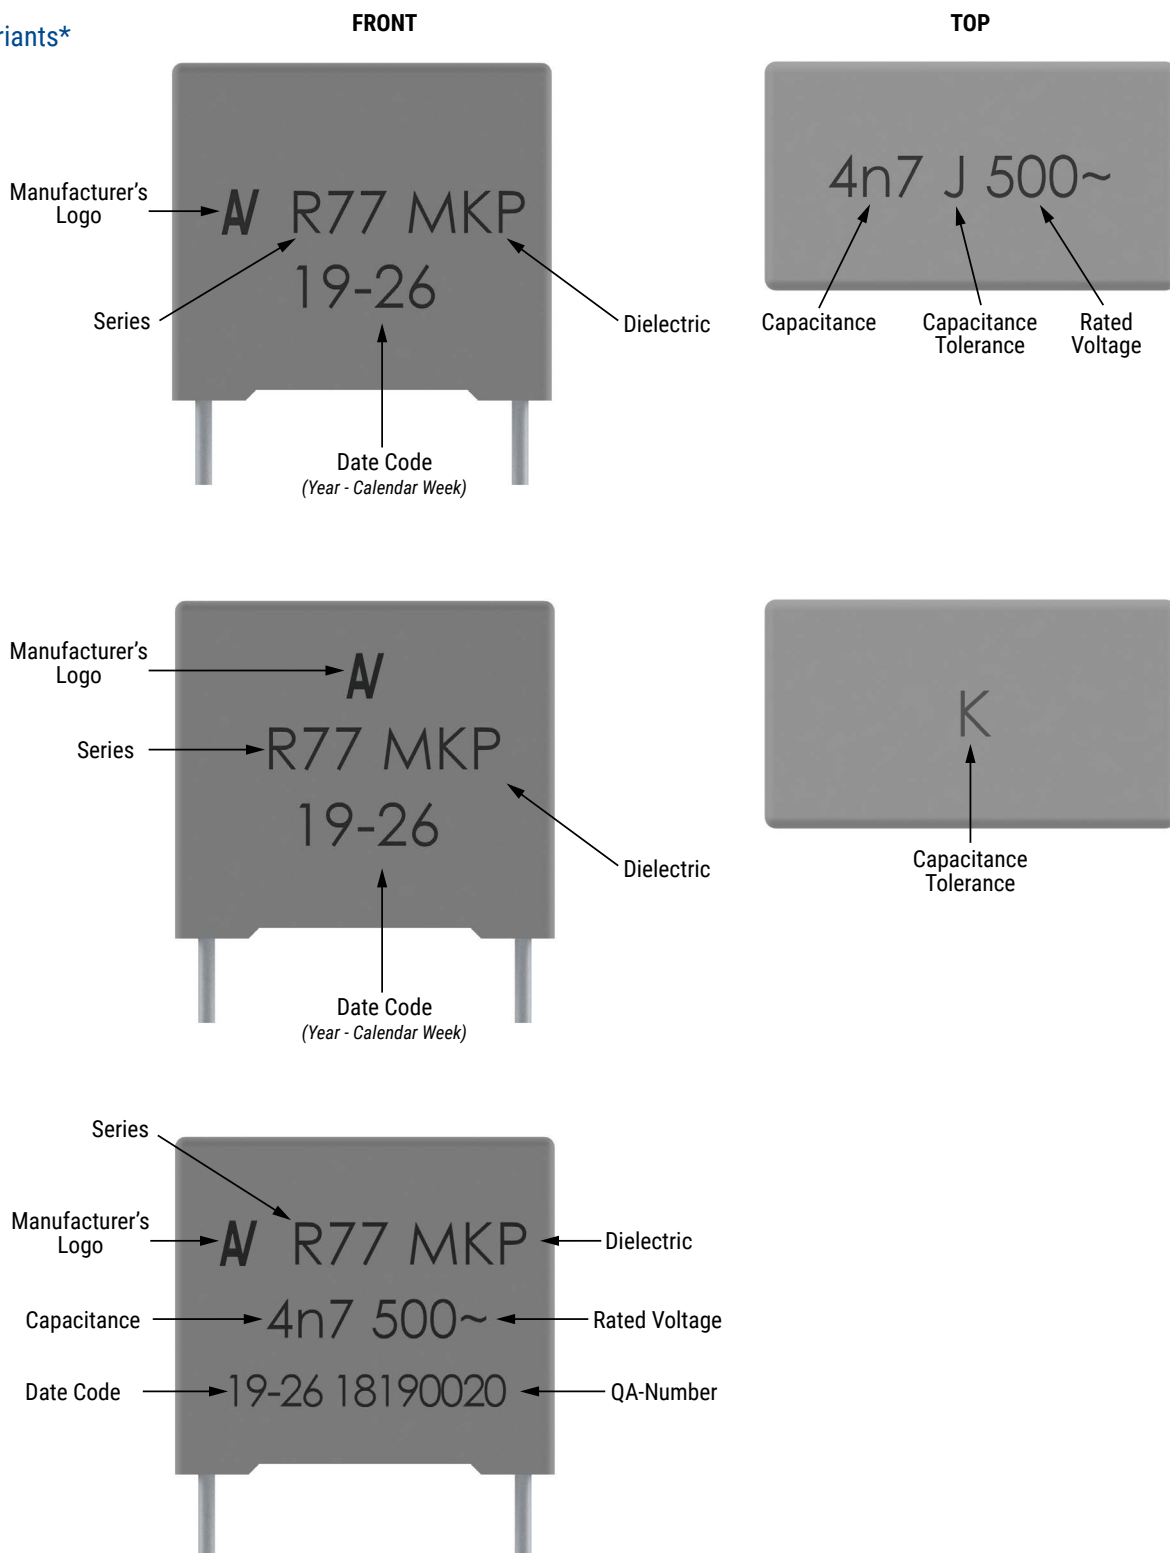 riants*
FRONT
TOP
Manufacturer's
Logo
R77 MKP
19-26
Series
Dielectric
Date Code
(Year - Calendar Week)
4n7 J 500~
Capacitance
Capacitance
Tolerance
Rated
Voltage
Manufacturer's
Logo
Series
R77 MKP
19-26
Dielectric
Date Code
(Year - Calendar Week)
K
Capacitance
Tolerance
Series
Manufacturer's
Logo
R77 MKP
Dielectric
Capacitance
4n7 500~
Rated Voltage
Date Code
19-26 18190020
QA-Number